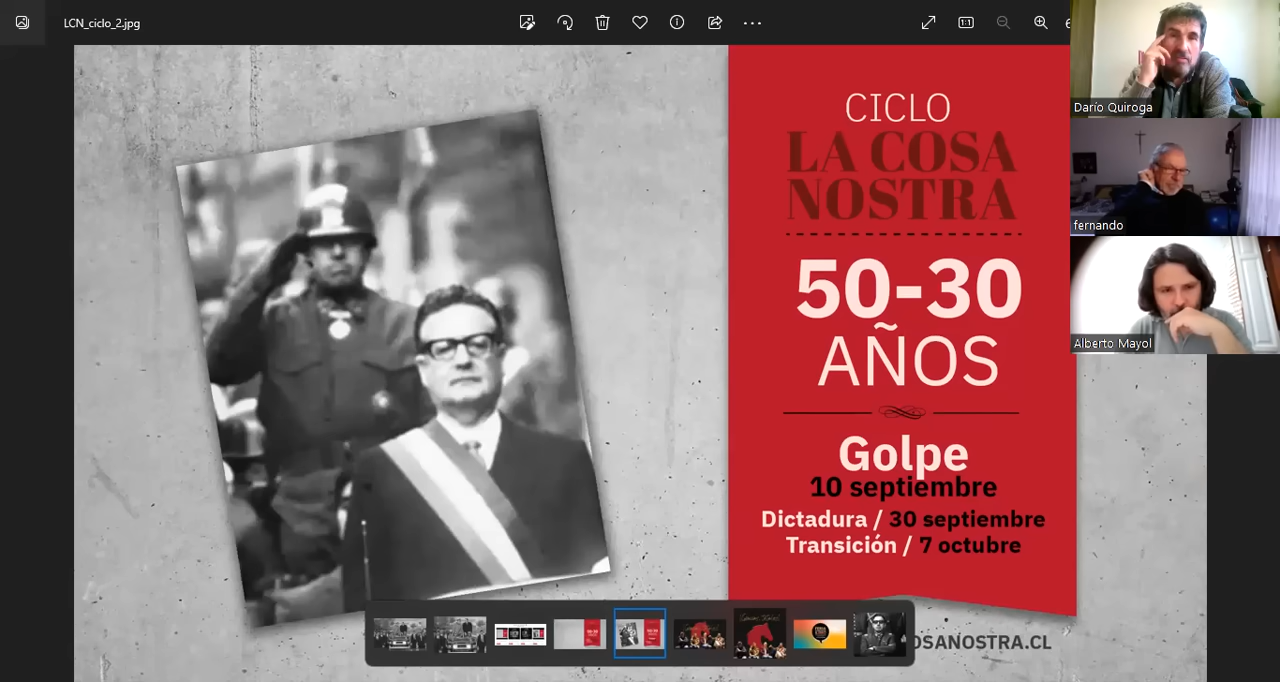 LCN_ciclo_2.jpg
CICLO
LA COSA
NOSTRA
50-30
AÑOS
Golpe
10 septiembre
Dictadura / 30 septiembre
Transición / 7 octubre
OSANOSTRA.CL
Darío Quiroga
fernando
Alberto Mayol